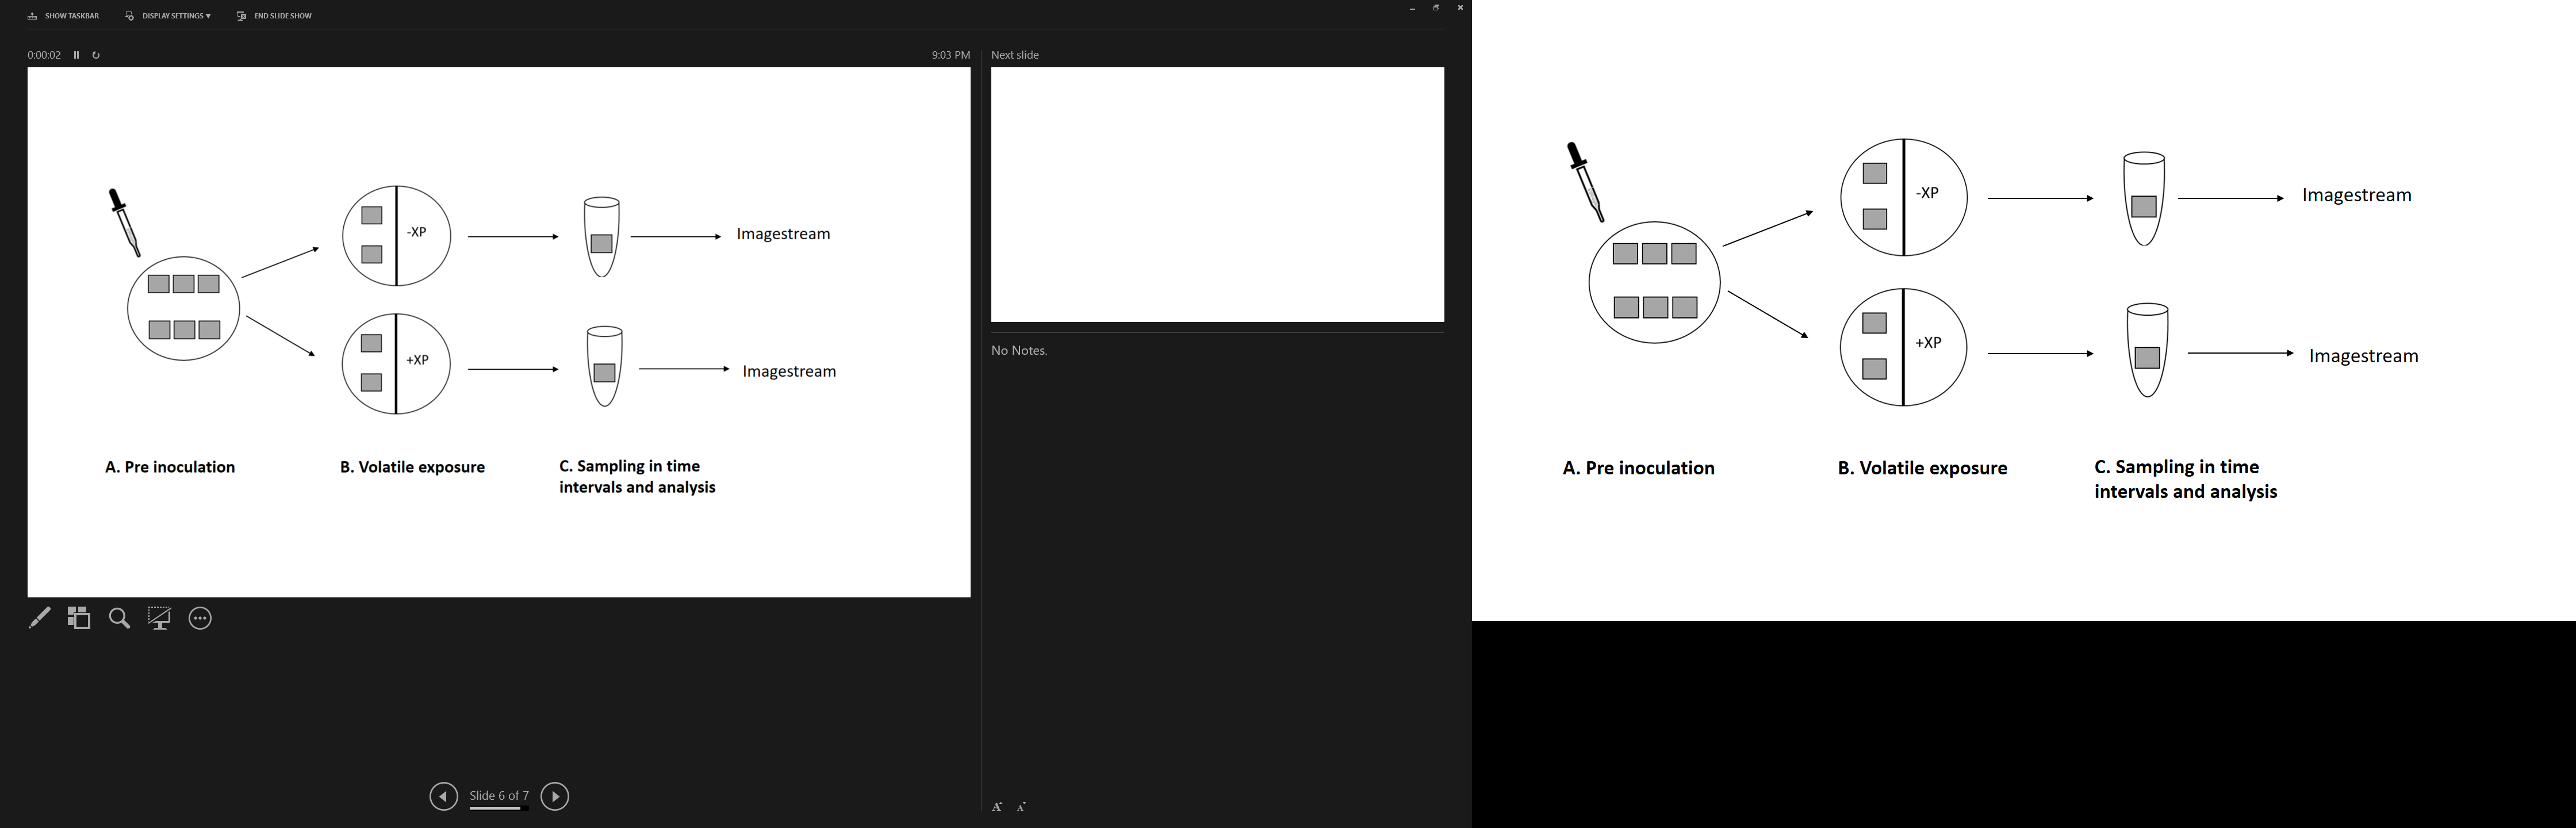 SHOW TASKBAR
DISPLAY SETTINGS ▼
END SLIDE SHOW
0:00:02
9:03 PM
Next slide
-XP
Imagestream
+XP
Imagestream
A. Pre inoculation
B. Volatile exposure
C. Sampling in time
intervals and analysis
No Notes.
Slide 6 of 7
A
A
-XP
Imagestream
+XP
Imagestream
A. Pre inoculation
B. Volatile exposure
C. Sampling in time
intervals and analysis